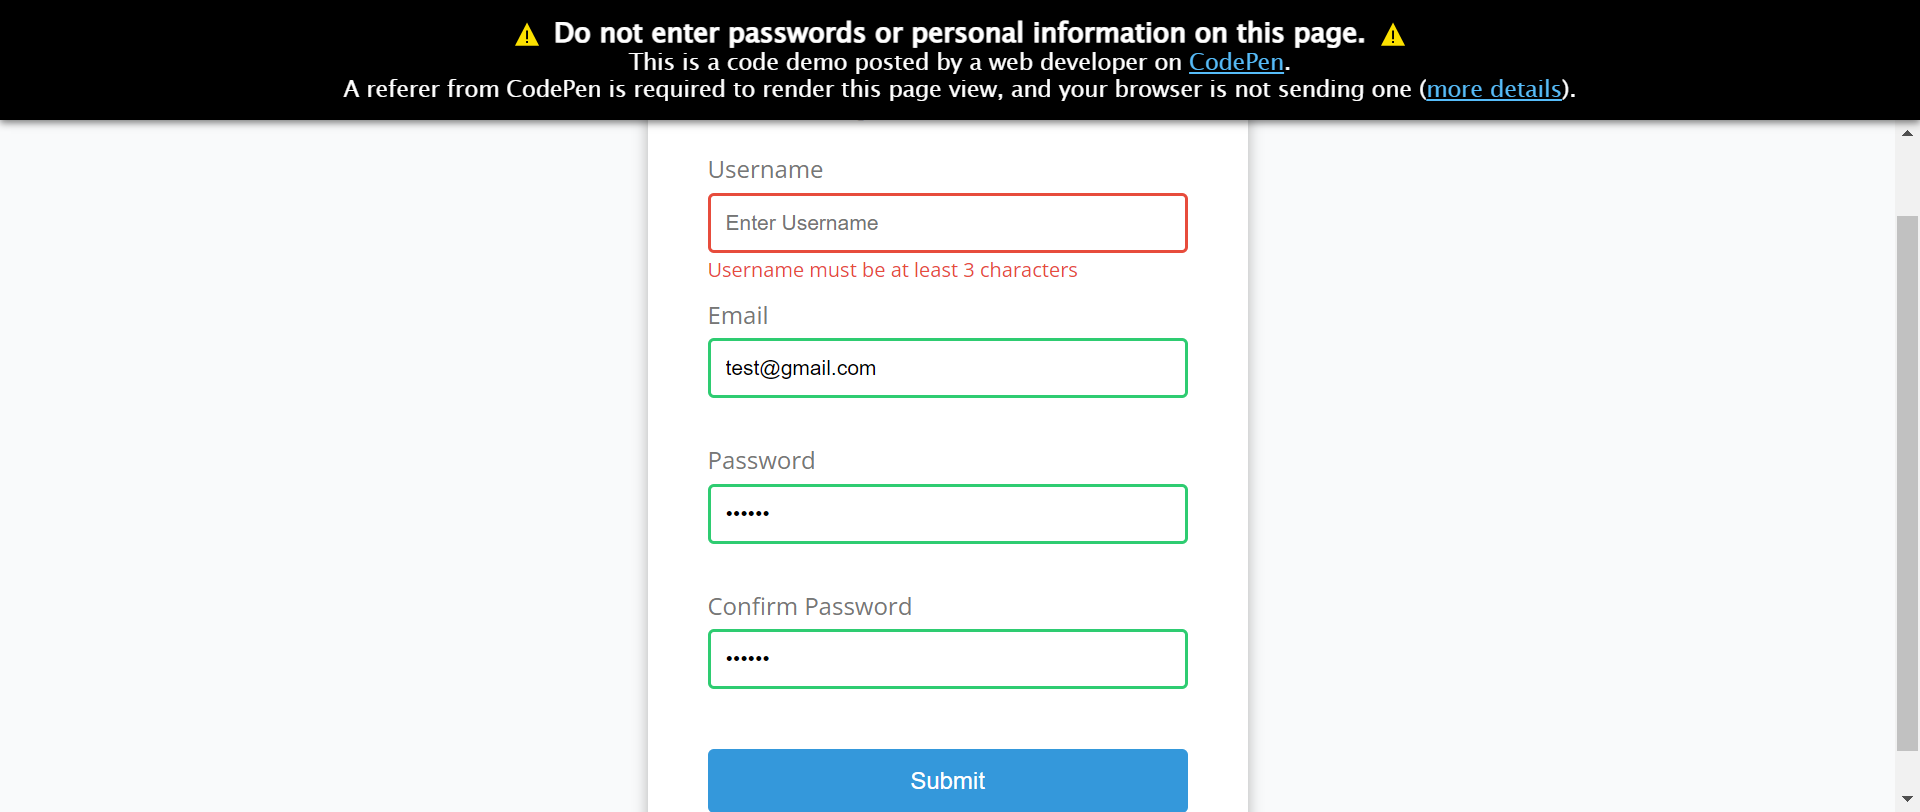 ⚠ Do not enter passwords or personal information on this page. ⚠
This is a code demo posted by a web developer on CodePen.
A referer from CodePen is required to render this page view, and your browser is not sending one (more details).
Username
Enter Username
Username must be at least 3 characters
Email
test@gmail.com
Password
••••••
Confirm Password
••••••
Submit